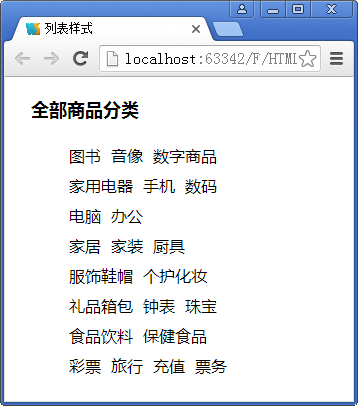 列表样式
localhost:63342/F/HTMl
全部商品分类
图书 音像 数字商品
家用电器 手机 数码
电脑 办公
家居 家装 厨具
服饰鞋帽 个护化妆
礼品箱包 钟表 珠宝
食品饮料 保健食品
彩票 旅行 充值 票务